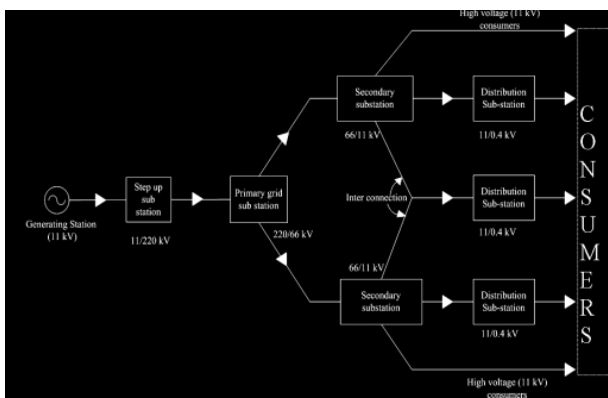 High voltage (11 kV)
consumers
Secondary
substation
66/11 kV
Distribution
Sub-station
11/0.4 kV
Generating Station
(11 kV)
Step up
sub
station
11/220 kV
Primary grid
sub station
220/66 kV
Inter connection
Distribution
Sub-station
11/0.4 kV
66/11 kV
Secondary
substation
Distribution
Sub-station
11/0.4 kV
High voltage (11 kV)
consumers
CONSUMERS